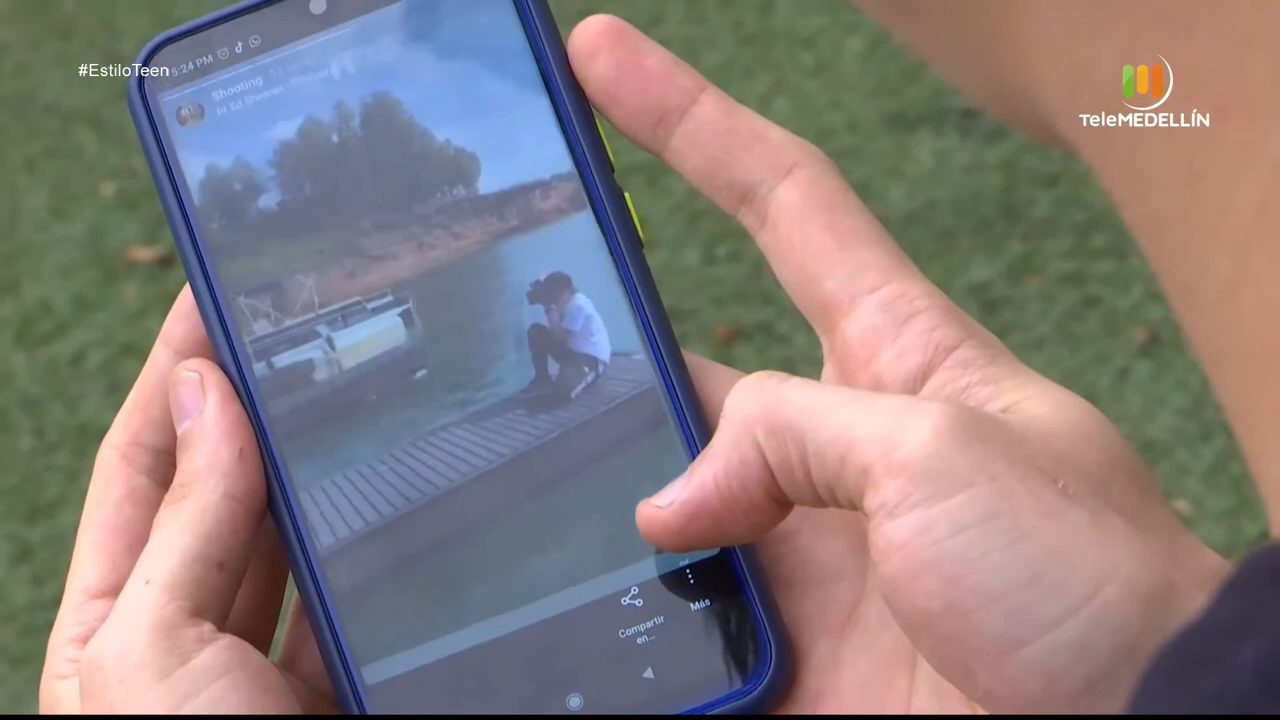 #EstiloTeen
TeleMEDELLÍN
5:24 PM
Shooting
Ed Sheeran
Compartir
en...
Más